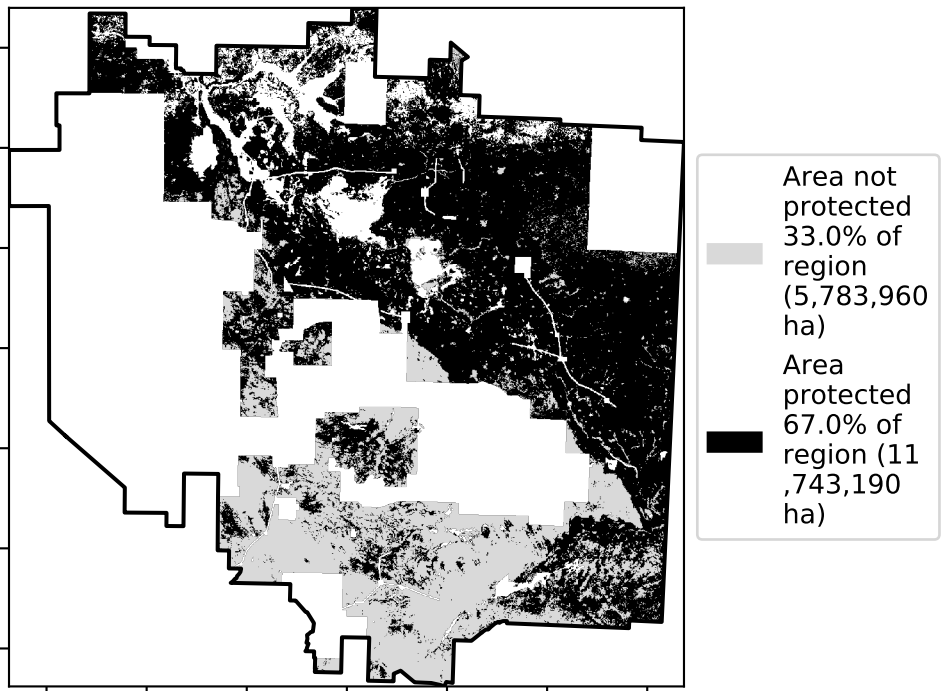 Area not
protected
33.0% of
region
(5,783,960
ha)
Area
protected
67.0% of
region (11
,743,190
ha)